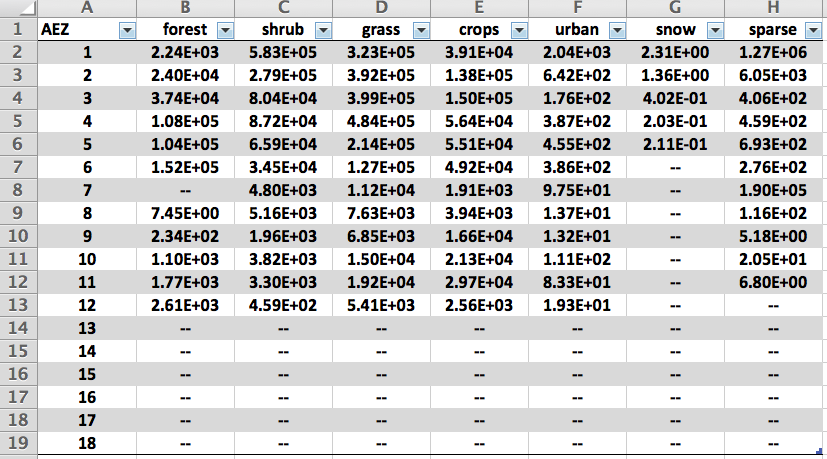 A B C D E F G H
1 AEZ forest shrub grass crops urban snow sparse
2 1 2.24E+03 5.83E+05 3.23E+05 3.91E+04 2.04E+03 2.31E+00 1.27E+06
3 2 2.40E+04 2.79E+05 3.92E+05 1.38E+05 6.42E+02 1.36E+00 6.05E+03
4 3 3.74E+04 8.04E+04 3.99E+05 1.50E+05 1.76E+02 4.02E-01 4.06E+02
5 4 1.08E+05 8.72E+04 4.84E+05 5.64E+04 3.87E+02 2.03E-01 4.59E+02
6 5 1.04E+05 6.59E+04 2.14E+05 5.51E+04 4.55E+02 2.11E-01 6.93E+02
7 6 1.52E+05 3.45E+04 1.27E+05 4.92E+04 3.86E+02 -- 2.76E+02
8 7 -- 4.80E+03 1.12E+04 1.91E+03 9.75E+01 -- 1.90E+05
9 8 7.45E+00 5.16E+03 7.63E+03 3.94E+03 1.37E+01 -- 1.16E+02
10 9 2.34E+02 1.96E+03 6.85E+03 1.66E+04 1.32E+01 -- 5.18E+00
11 10 1.10E+03 3.82E+03 1.50E+04 2.13E+04 1.11E+02 -- 2.05E+01
12 11 1.77E+03 3.30E+03 1.92E+04 2.97E+04 8.33E+01 -- 6.80E+00
13 12 2.61E+03 4.59E+02 5.41E+03 2.56E+03 1.93E+01 -- --
14 13 -- -- -- -- -- -- --
15 14 -- -- -- -- -- -- --
16 15 -- -- -- -- -- -- --
17 16 -- -- -- -- -- -- --
18 17 -- -- -- -- -- -- --
19 18 -- -- -- -- -- -- --